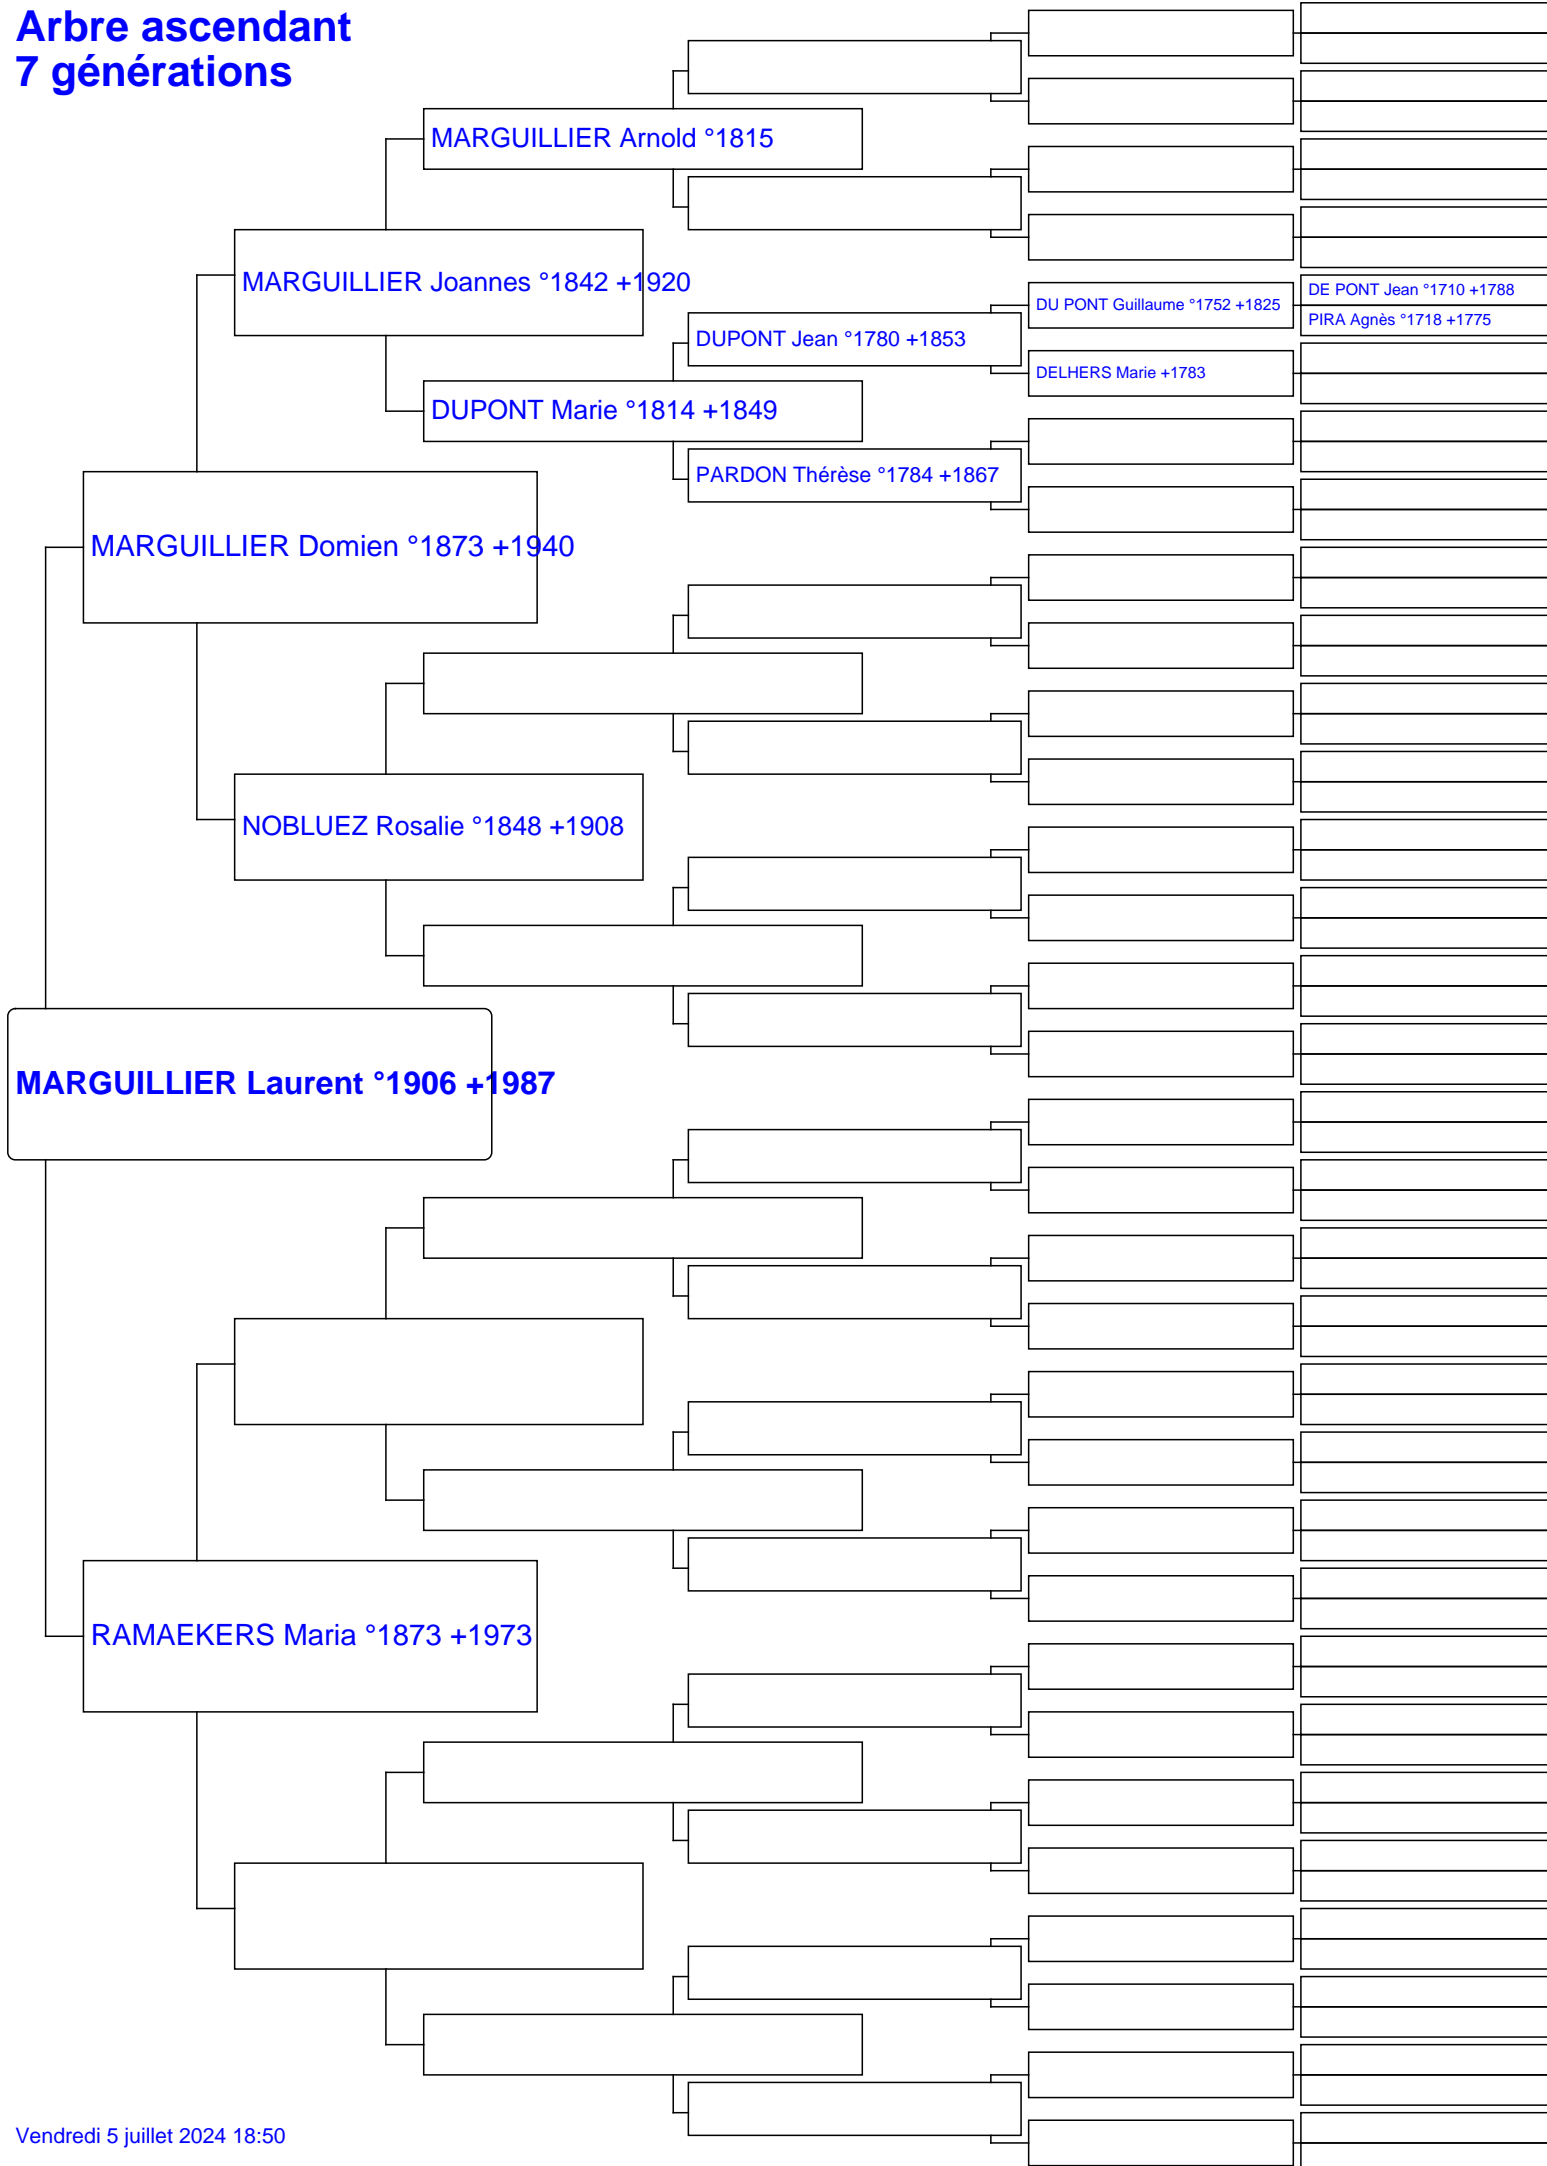 Arbre ascendant
7 générations
MARGUILLIER Arnold °1815
MARGUILLIER Joannes °1842 +1920
DE PONT Jean °1710 +1788
DU PONT Guillaume °1752 +1825
PIRA Agnès °1718 +1775
DUPONT Jean °1780 +1853
DELHERS Marie +1783
DUPONT Marie °1814 +1849
PARDON Thérèse °1784 +1867
MARGUILLIER Domien °1873 +1940
NOBLUEZ Rosalie °1848 +1908
MARGUILLIER Laurent °1906 +1987
RAMAEKERS Maria °1873 +1973
Vendredi 5 juillet 2024 18:50